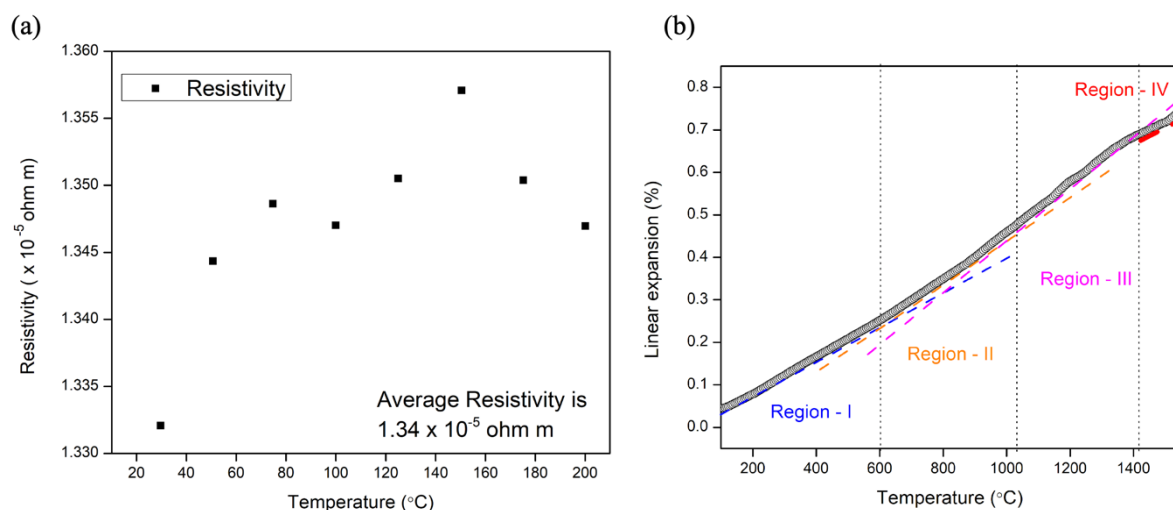 (a)
1.360
1.355
1.350
1.345
1.340
1.335
1.330
Resistivity ( x 10-5 ohm m)
Resistivity
Average Resistivity is
1.34 x 10-5 ohm m
20 40 60 80 100 120 140 160 180 200
Temperature (°C)
(b)
0.8
0.7
0.6
0.5
0.4
0.3
0.2
0.1
0.0
Linear expansion (%)
Region - IV
Region - III
Region - II
Region - I
200 400 600 800 1000 1200 1400
Temperature (°C)